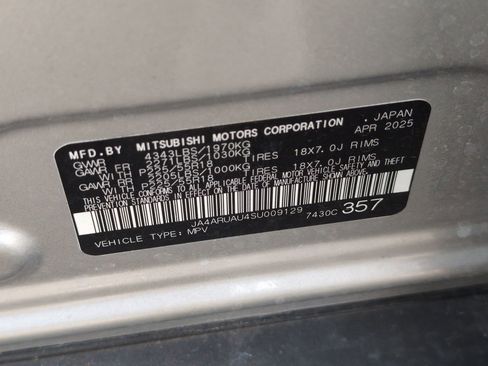 MFD.BY MITSUBISHI MOTORS CORPORATION , JAPAN
GVWR 4343LBS/1970KG APR 2025
GAWR FR 2271LBS/1030KG
WITH P225/55R18 TIRES 18X7.0J RIMS
GAWR RR 2205LBS/1000KG
WITH P225/55R18 TIRES 18X7.0J RIMS
THIS VEHICLE CONFORMS TO ALL APPLICABLE FEDERAL MOTOR VEHICLE SAFETY BUMPER AND THEFT
PREVENTION STANDARDS IN EFFECT ON THE DATE OF MANUFACTURE SHOWN ABOVE.
JA4ARUAU4SU009129 7430C 357
VEHICLE TYPE: MPV